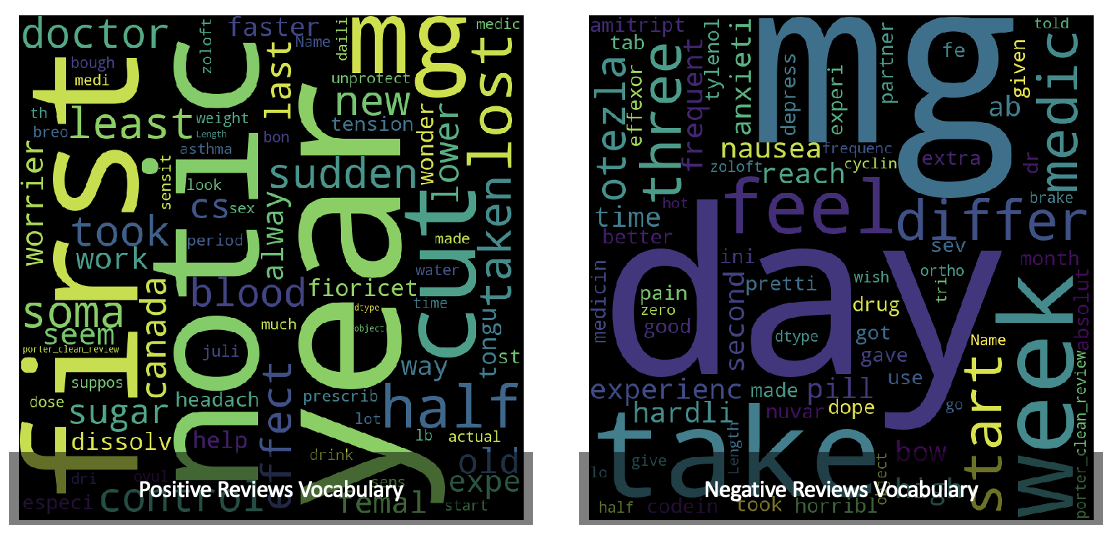 doctor
faster
Name
daili
mg
medic
bough
medi
zoloft
last
unprotect
lost
first
notic
year
th
breo
least
weight
Length
asthma
bon
new
tension
wonder
lower
worrier
sensit
look
sudden
cs
sex
took
work
period
alway
made
cut
taken
water
blood
fioricet
time
tongu
soma
seem
canada
much
dtype
object
porter_clean_review
juli
way
st
suppos
effect
dose
sugar
headach
prescrib
half
lot
lb
actual
dissolv
help
drink
old
dri
ovul
sens
expe
especi
control
remal
start
Positive Reviews Vocabulary
amitript
tab
otezla
effexor
three
frequent
tylenol
anxieti
mg
depress
experi
partner
fe
given
told
ab
medic
nausea
zoloft
frequenc
cyclin
reach
extra
dr
hot
feel
brake
time
better
differ
day
ini
sev
month
medicin
pain
zero
good
second
pretti
wish
ortho
tri
drug
dtype
got
gave
Name
absolut
week
experienc
made
pill
use
start
hardli
nuvar
dope
go
take
bow
porter_clean_review
lo
give
Length
object
high
half
codein
took
horribl
Negative Reviews Vocabulary